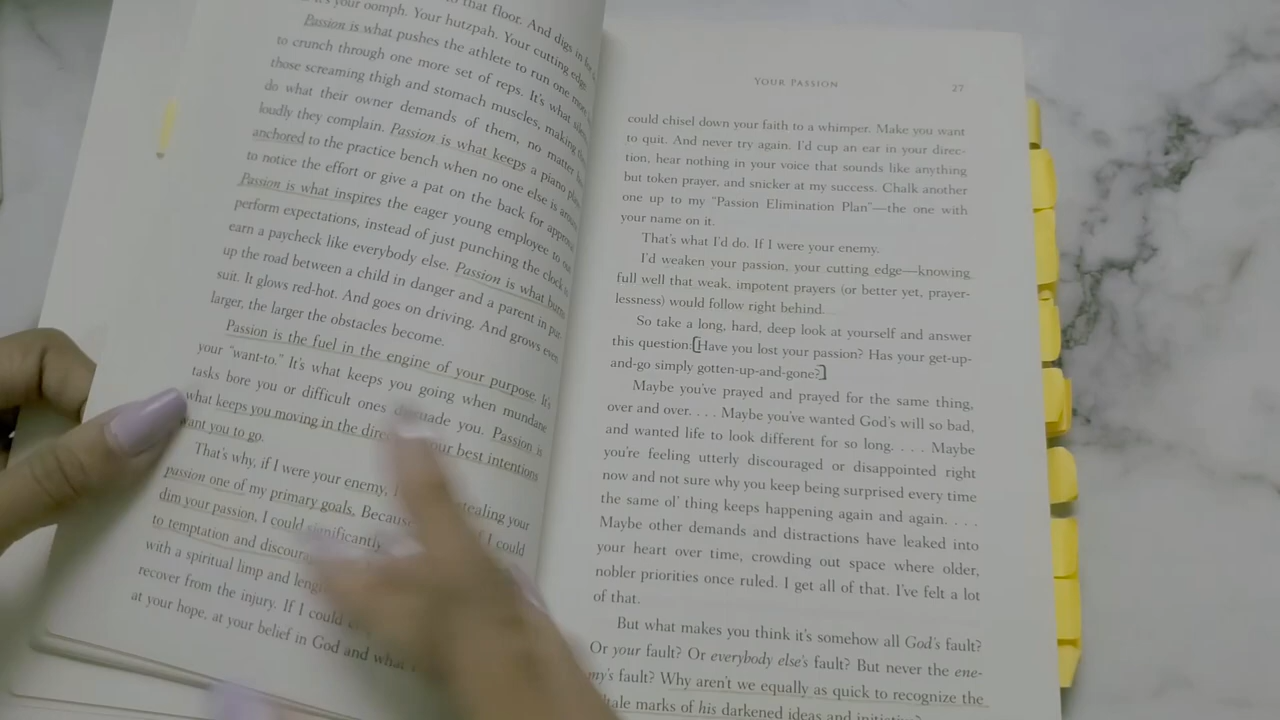 to that floor. And digs in
your oomph. Your hutzpah. Your cutting edge
Passion is what pushes the athlete to run one more
to crunch through one more set of reps. It's what
those screaming thigh and stomach muscles, making
do what their owner demands of them, no matter
loudly they complain. Passion is what keeps a piano
anchored to the practice bench when no one else is
to notice the effort or give a pat on the back for
Passion is what inspires the eager young employee to
perform expectations, instead of just punching the clock
earn a paycheck like everybody else. Passion is what
up the road between a child in danger and a parent in pur-
suit. It glows red-hot. And goes on driving. And grows even
larger, the larger the obstacles become.
Passion is the fuel in the engine of your purpose. It's
your "want-to." It's what keeps you going when mundane
tasks bore you or difficult ones you. Passion is
what keeps you moving in the your best intentions
want you to go.
That's why, if I were your enemy, stealing your
passion one of my primary goals. Because I could
dim your passion, I could significantly
to temptation and
with a spiritual limp and
recover from the injury. If I could
at your hope, at your belief in God and what
YOUR PASSION 27
could chisel down your faith to a whimper. Make you want
to quit. And never try again. I'd cup an ear in your direc-
tion, hear nothing in your voice that sounds like anything
but token prayer, and snicker at my success. Chalk another
one up to my "Passion Elimination Plan"—the one with
your name on it.
That's what I'd do. If I were your enemy.
I'd weaken your passion, your cutting edge—knowing
full well that weak, impotent prayers (or better yet, prayer-
lessness) would follow right behind.
So take a long, hard, deep look at yourself and answer
this question: [Have you lost your passion? Has your get-up-
and-go simply gotten-up-and-gone?]
Maybe you've prayed and prayed for the same thing,
over and over. . . . Maybe you've wanted God's will so bad,
and wanted life to look different for so long. . . . Maybe
you're feeling utterly discouraged or disappointed right
now and not sure why you keep being surprised every time
the same ol' thing keeps happening again and again. . . .
Maybe other demands and distractions have leaked into
your heart over time, crowding out space where older,
nobler priorities once ruled. I get all of that. I've felt a lot
of that.
But what makes you think it's somehow all God's fault?
Or your fault? Or everybody else's fault? But never the ene-
my's fault? Why aren't we equally as quick to recognize the
marks of his darkened ideas and